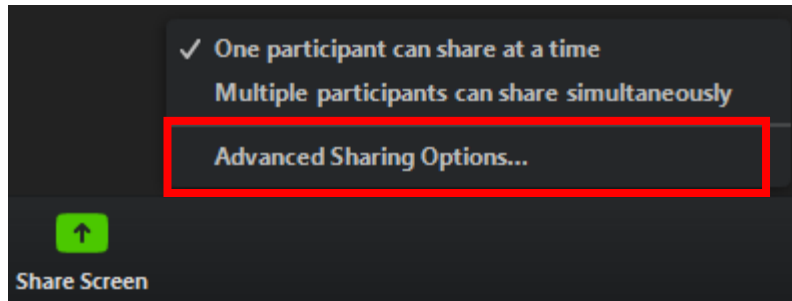 One participant can share at a time
Multiple participants can share simultaneously
Advanced Sharing Options...
Share Screen